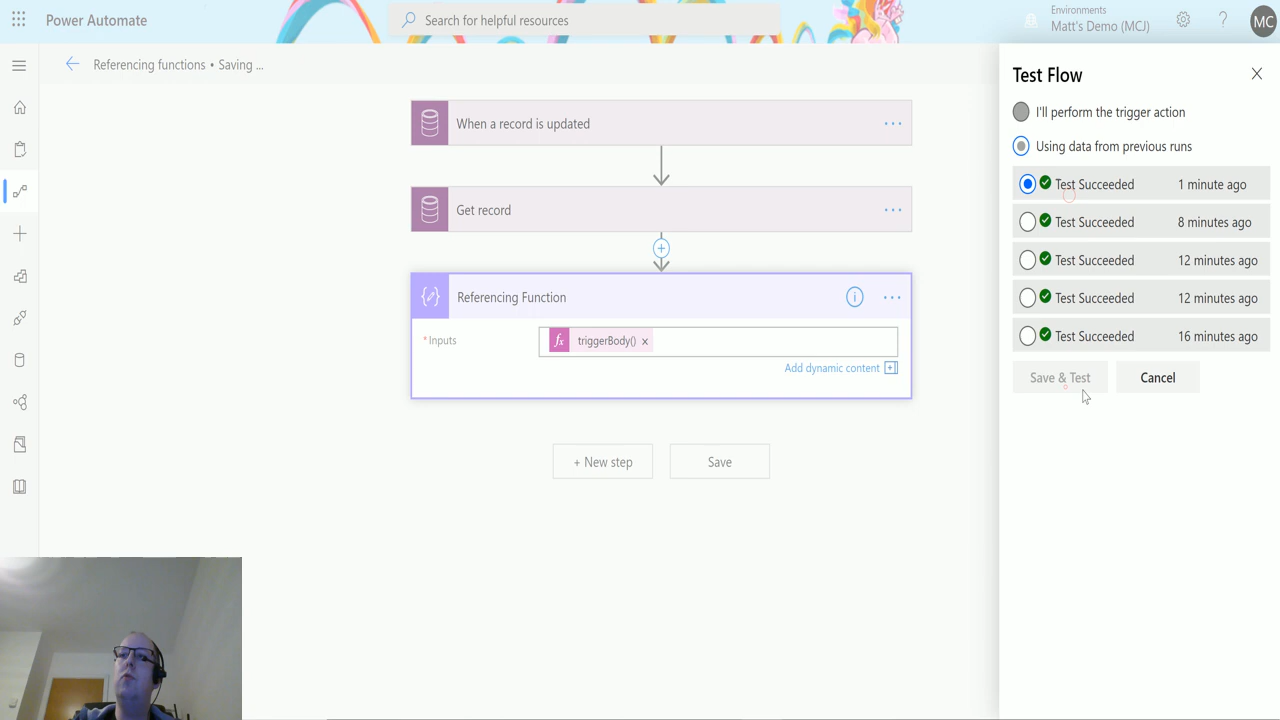 Power Automate
Search for helpful resources
Environments
Matt's Demo (MCJ)
MC
Referencing functions • Saving ...
When a record is updated
Get record
Referencing Function
*Inputs
triggerBody()
Add dynamic content
+ New step
Save
Test Flow
I'll perform the trigger action
Using data from previous runs
Test Succeeded 1 minute ago
Test Succeeded 8 minutes ago
Test Succeeded 12 minutes ago
Test Succeeded 12 minutes ago
Test Succeeded 16 minutes ago
Save & Test
Cancel